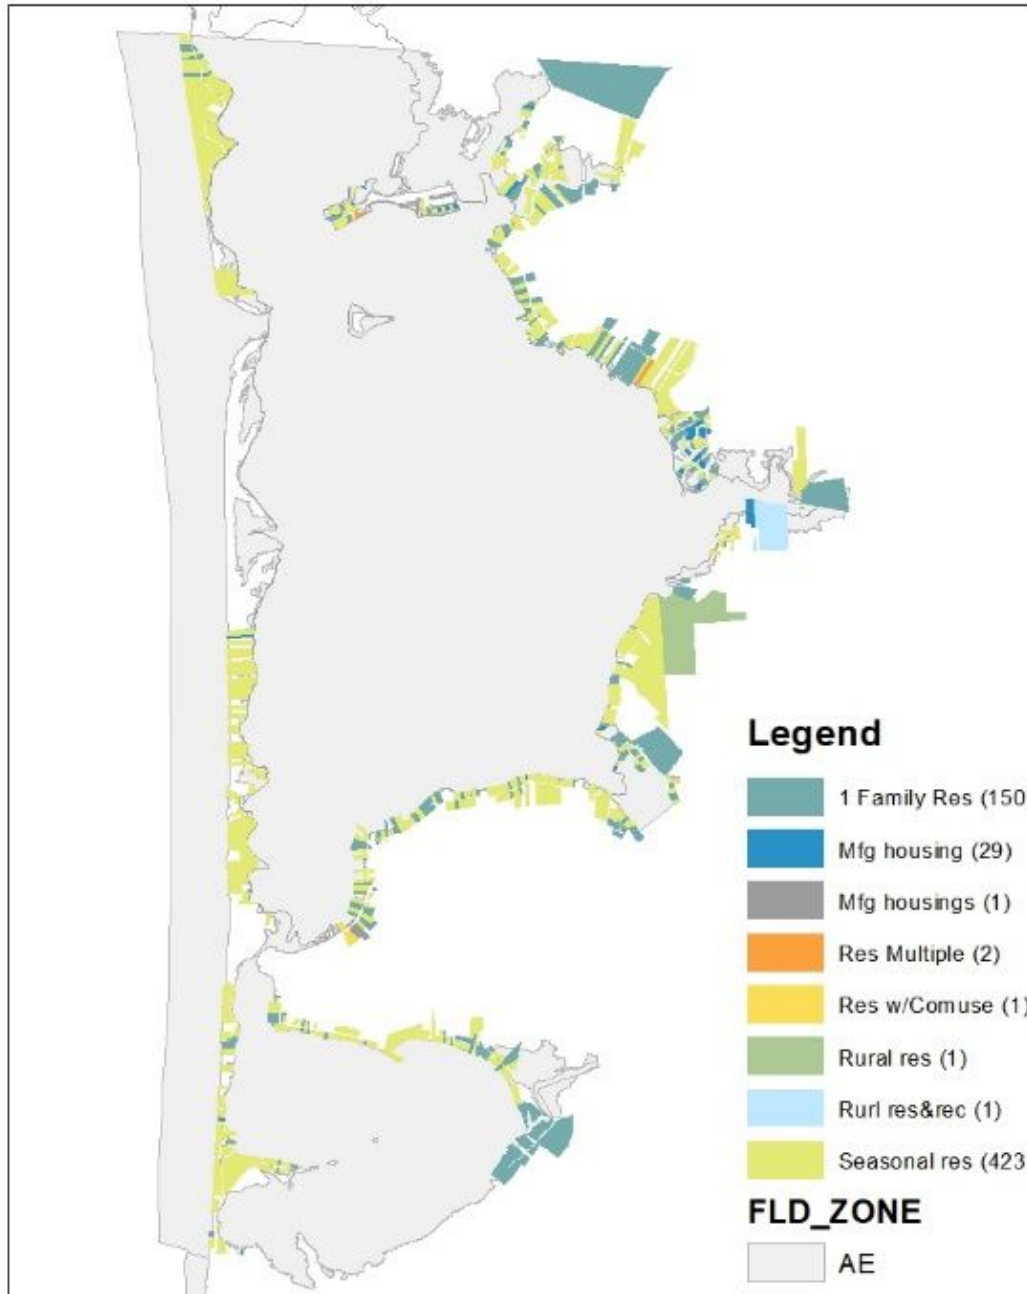 Legend
1 Family Res (150
Mfg housing (29)
Mfg housings (1)
Res Multiple (2)
Res w/Comuse (1)
Rural res (1)
Rurl res&rec (1)
Seasonal res (423
FLD_ZONE
AE